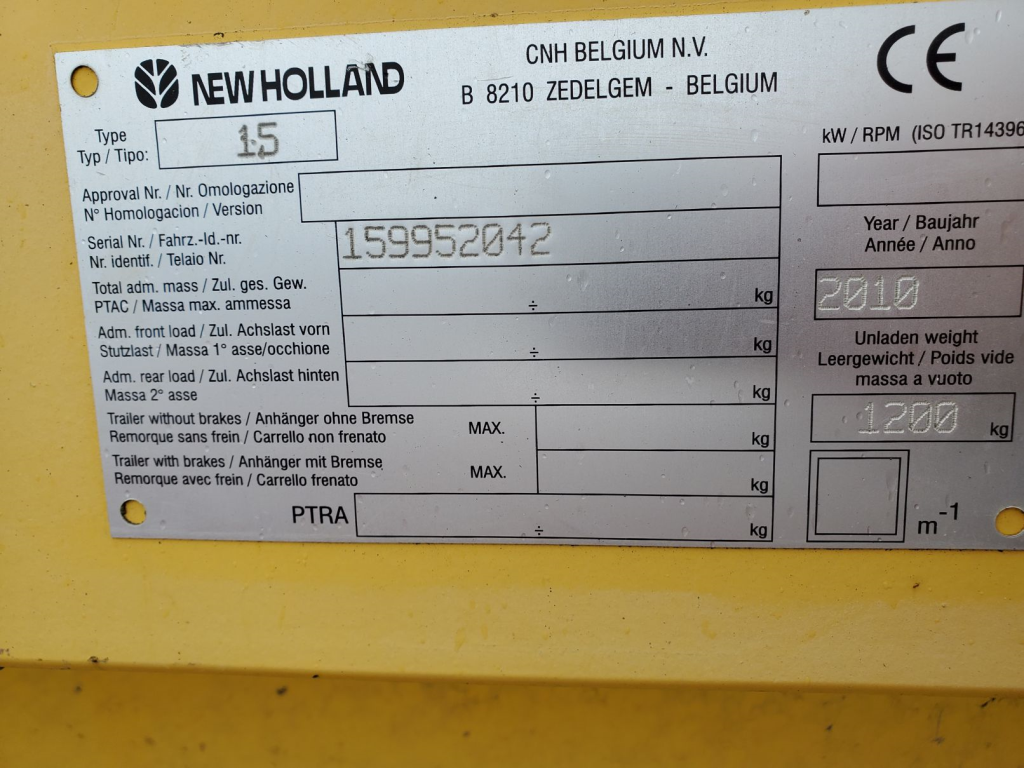 NEW HOLLAND
CNH BELGIUM N.V.
B 8210 ZEDELGEM - BELGIUM
CE
Type
Typ / Tipo:
15
kW / RPM (ISO TR14396
Approval Nr. / Nr. Omologazione
N° Homologacion / Version
Year / Baujahr
Année / Anno
2010
Serial Nr. / Fahrz.-Id.-nr.
Nr. identif. / Telaio Nr.
159952042
Total adm. mass / Zul. ges. Gew.
PTAC / Massa max. ammessa
÷ kg
Adm. front load / Zul. Achslast vorn
Stutzlast / Massa 1° asse/occhione
÷ kg
Unladen weight
Leergewicht / Poids vide
massa a vuoto
1200 kg
Adm. rear load / Zul. Achslast hinten
Massa 2° asse
÷ kg
Trailer without brakes / Anhänger ohne Bremse
Remorque sans frein / Carrello non frenato
MAX. kg
Trailer with brakes / Anhänger mit Bremse
Remorque avec frein / Carrello frenato
MAX. kg
PTRA ÷ kg
m-1